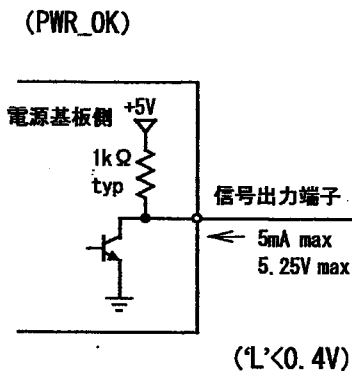 (PWR_OK)
電源基板側
+5V
1kΩ
typ
信号出力端子
5mA max
5.25V max
('L'<0.4V)